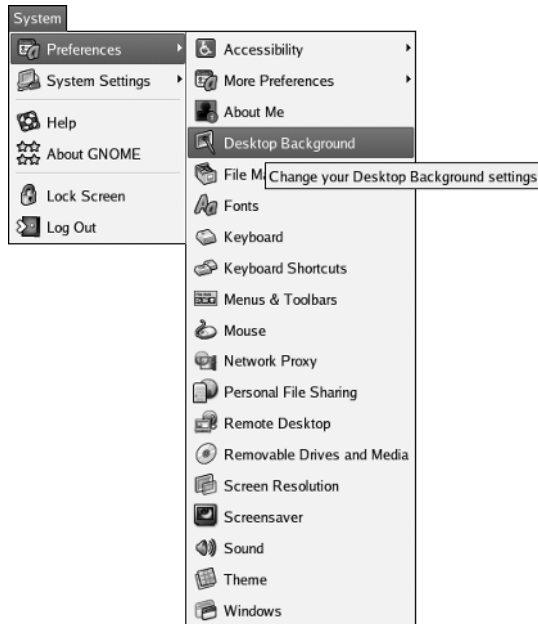 System
Preferences
System Settings
Help
About GNOME
Lock Screen
Log Out
Accessibility
More Preferences
About Me
Desktop Background
File Ma
Change your Desktop Background settings
Fonts
Keyboard
Keyboard Shortcuts
Menus & Toolbars
Mouse
Network Proxy
Personal File Sharing
Remote Desktop
Removable Drives and Media
Screen Resolution
Screensaver
Sound
Theme
Windows